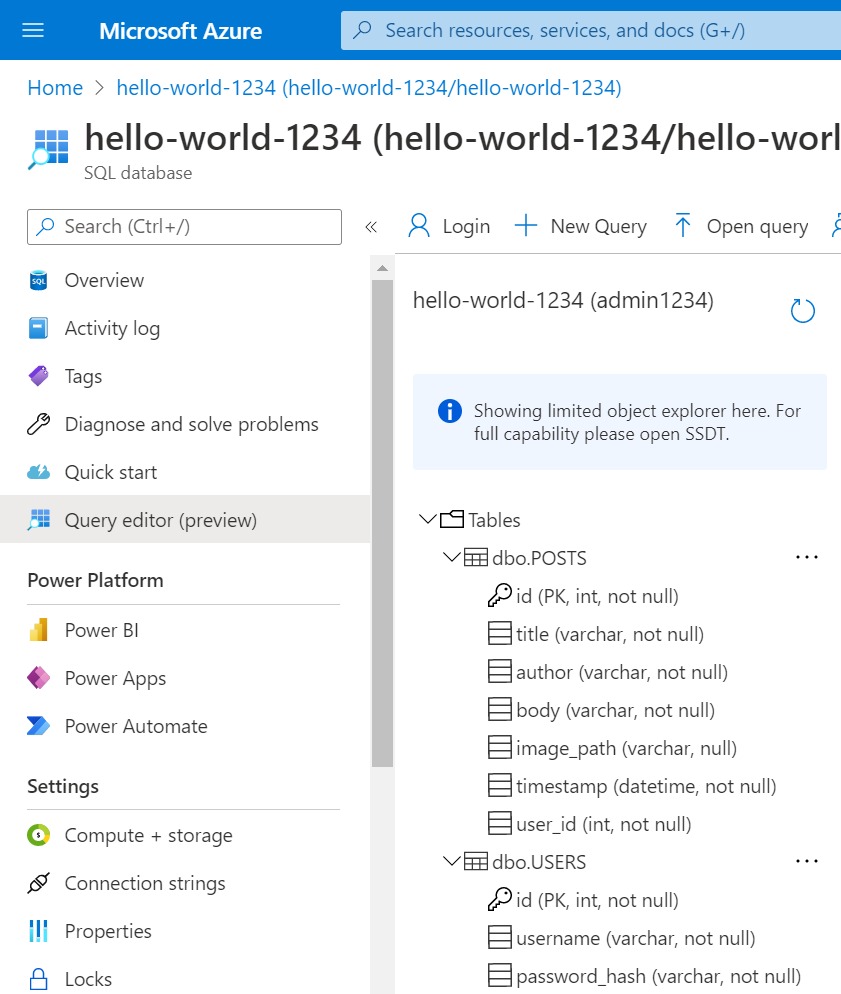 Microsoft Azure
Search resources, services, and docs (G+/)
Home > hello-world-1234 (hello-world-1234/hello-world-1234)
hello-world-1234 (hello-world-1234/hello-worl
SQL database
Search (Ctrl+/)
«
Login
New Query
Open query
SQL
Overview
Activity log
Tags
Diagnose and solve problems
Quick start
Query editor (preview)
Power Platform
Power BI
Power Apps
Power Automate
Settings
Compute + storage
Connection strings
Properties
Locks
hello-world-1234 (admin1234)
Showing limited object explorer here. For
full capability please open SSDT.
Tables
dbo.POSTS
id (PK, int, not null)
title (varchar, not null)
author (varchar, not null)
body (varchar, not null)
image_path (varchar, null)
timestamp (datetime, not null)
user_id (int, not null)
dbo.USERS
id (PK, int, not null)
username (varchar, not null)
password_hash (varchar, not null)